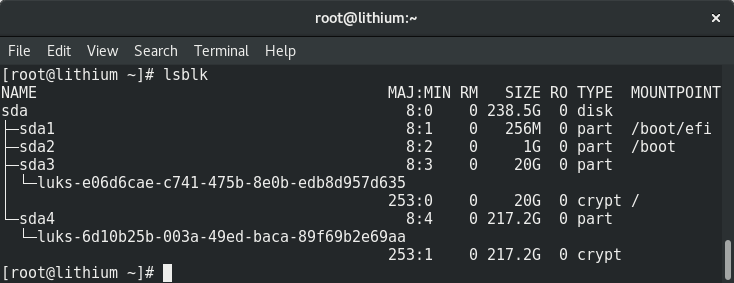 root@lithium:~
File Edit View Search Terminal Help
[root@lithium ~]# lsblk
NAME MAJ:MIN RM SIZE RO TYPE MOUNTPOINT
sda 8:0 0 238.5G 0 disk
├─sda1 8:1 0 256M 0 part /boot/efi
├─sda2 8:2 0 1G 0 part /boot
├─sda3 8:3 0 20G 0 part
│ └─luks-e06d6cae-c741-475b-8e0b-edb8d957d635
│ 253:0 0 20G 0 crypt /
└─sda4 8:4 0 217.2G 0 part
└─luks-6d10b25b-003a-49ed-baca-89f69b2e69aa
253:1 0 217.2G 0 crypt
[root@lithium ~]#